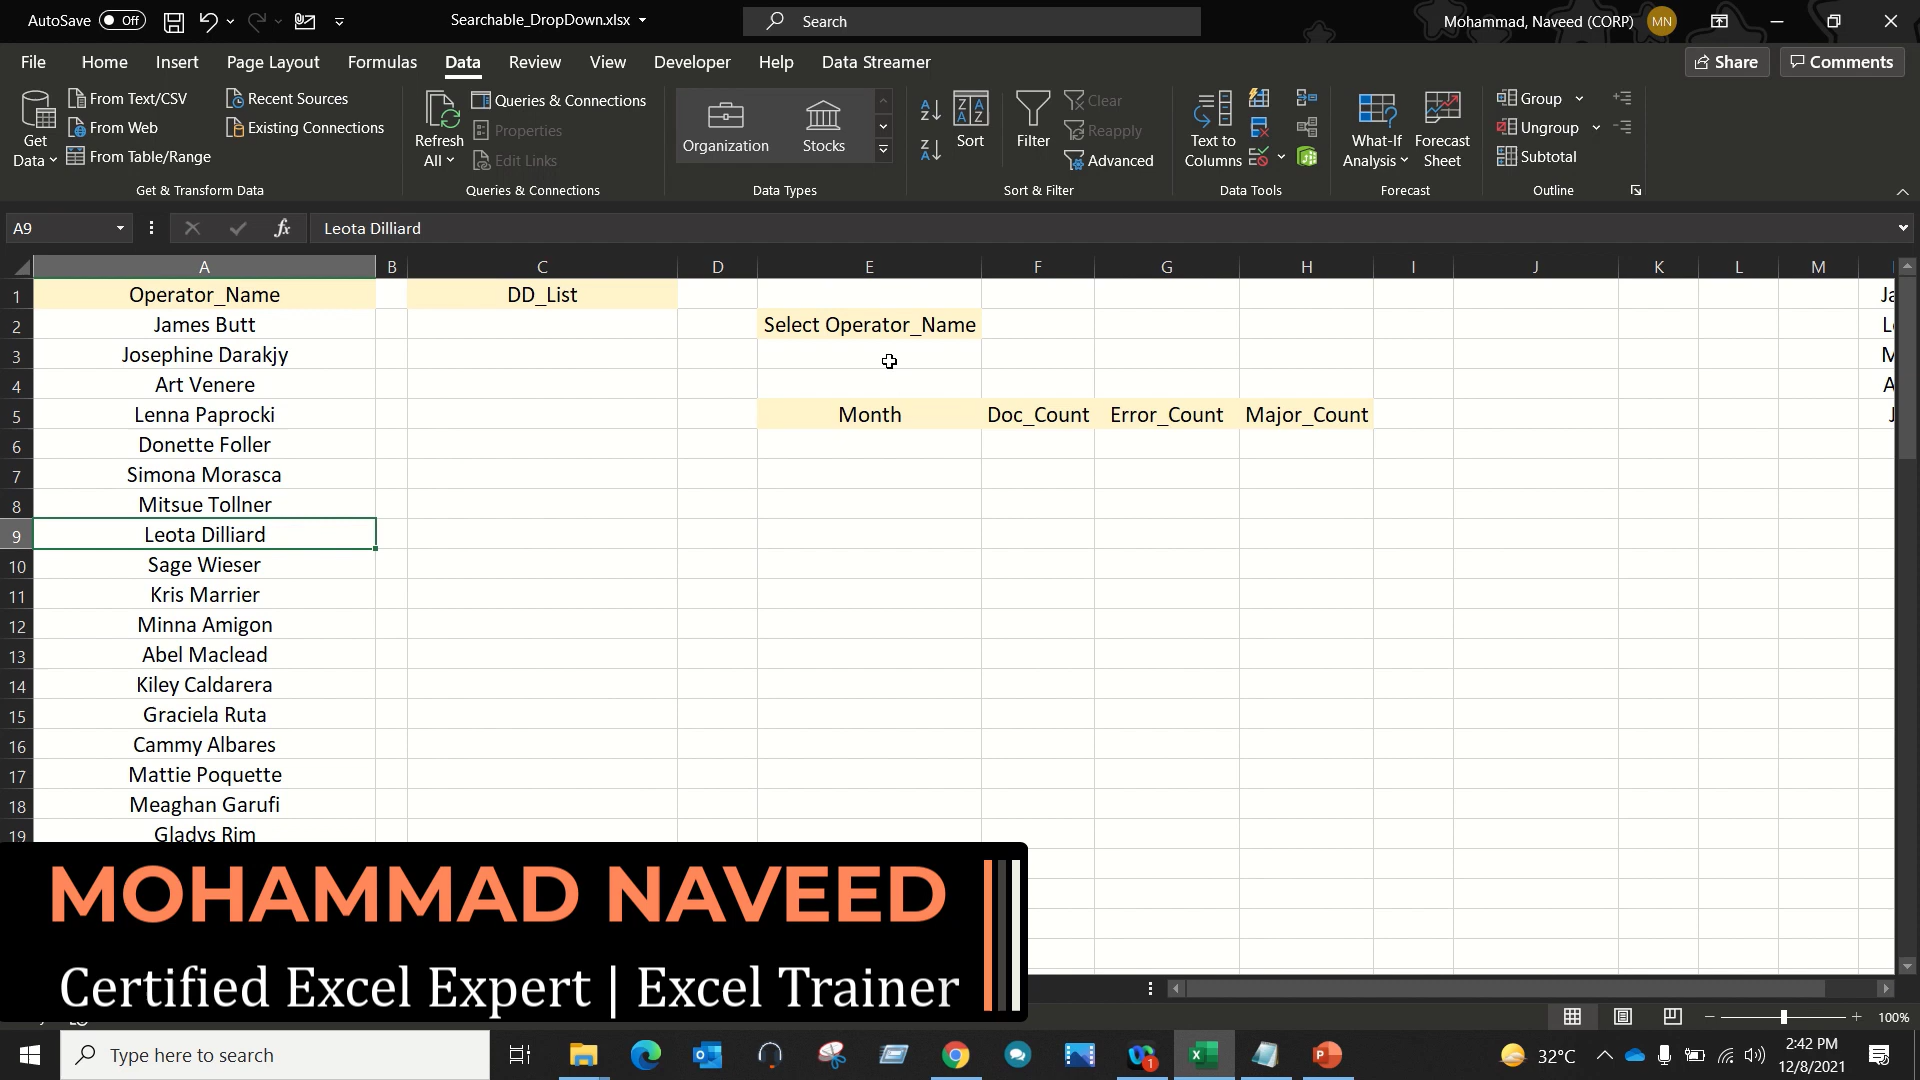 AutoSave Off
Searchable_DropDown.xlsx
Search
Mohammad, Naveed (CORP) MN
File Home Insert Page Layout Formulas Data Review View Developer Help Data Streamer
Share Comments
Get Data
From Text/CSV
From Web
From Table/Range
Recent Sources
Existing Connections
Get & Transform Data
Refresh All
Queries & Connections
Properties
Edit Links
Queries & Connections
Organization
Stocks
Data Types
Sort
Filter
Clear
Reapply
Advanced
Sort & Filter
Text to Columns
Data Tools
What-If Analysis
Forecast Sheet
Forecast
Group
Ungroup
Subtotal
Outline
A9
fx
Leota Dilliard
A B C D E F G H I J K L M
1 Operator_Name DD_List
2 James Butt Select Operator_Name
3 Josephine Darakjy
4 Art Venere
5 Lenna Paprocki Month Doc_Count Error_Count Major_Count
6 Donette Foller
7 Simona Morasca
8 Mitsue Tollner
9 Leota Dilliard
10 Sage Wieser
11 Kris Marrier
12 Minna Amigon
13 Abel Maclead
14 Kiley Caldarera
15 Graciela Ruta
16 Cammy Albares
17 Mattie Poquette
18 Meaghan Garufi
19 Gladys Rim
MOHAMMAD NAVEED
Certified Excel Expert | Excel Trainer
100%
Type here to search
1
32°C
2:42 PM
12/8/2021